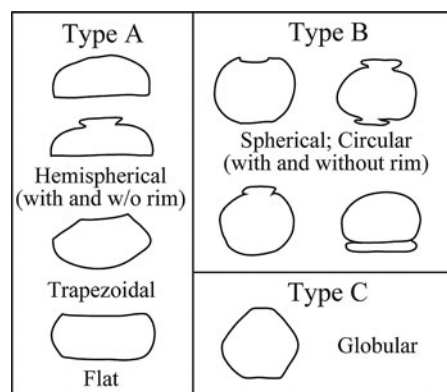 Type A
Hemispherical
(with and w/o rim)
Trapezoidal
Flat
Type B
Spherical; Circular
(with and without rim)
Type C
Globular